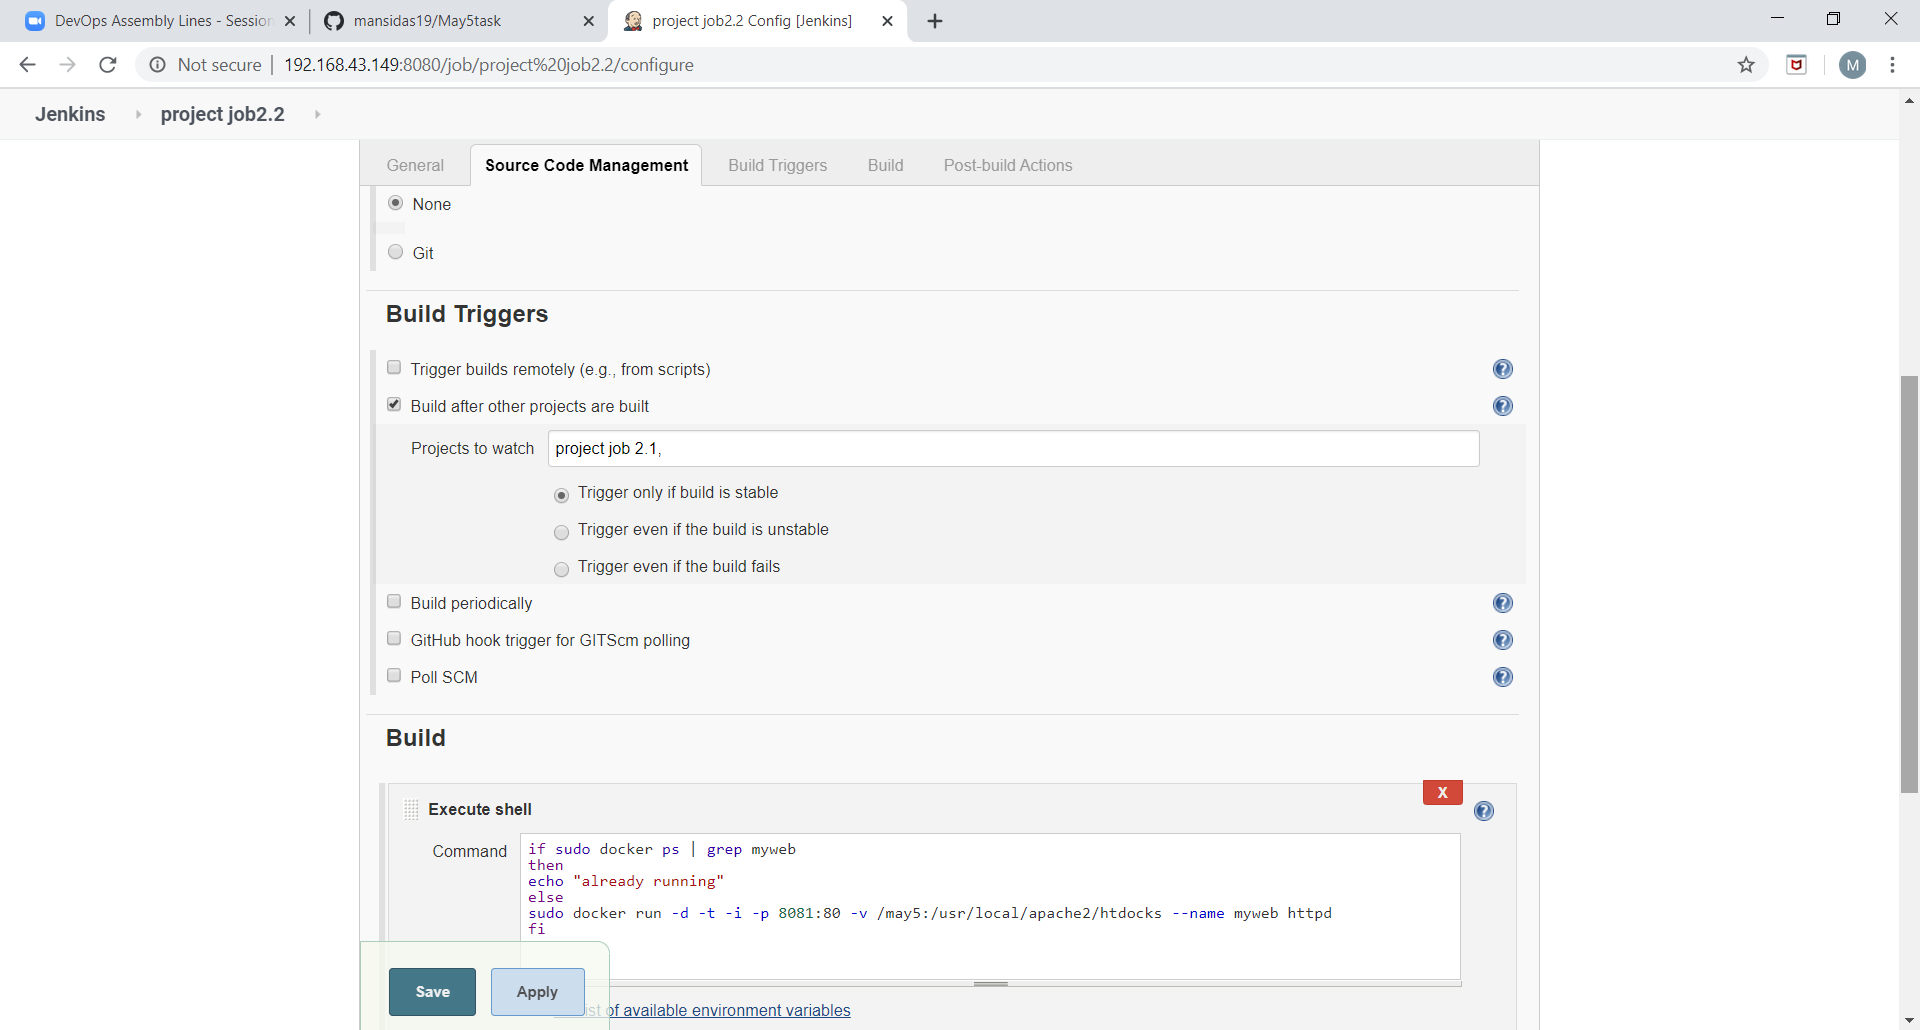 DevOps Assembly Lines - Session
mansidas19/May5task
project job2.2 Config [Jenkins]
Not secure | 192.168.43.149:8080/job/project%20job2.2/configure
M
Jenkins
project job2.2
General
Source Code Management
Build Triggers
Build
Post-build Actions
None
Git
Build Triggers
Trigger builds remotely (e.g., from scripts)
Build after other projects are built
Projects to watch
project job 2.1,
Trigger only if build is stable
Trigger even if the build is unstable
Trigger even if the build fails
Build periodically
GitHub hook trigger for GITScm polling
Poll SCM
Build
X
Execute shell
Command
if sudo docker ps | grep myweb
then
echo "already running"
else
sudo docker run -d -t -i -p 8081:80 -v /may5:/usr/local/apache2/htdocks --name myweb httpd
fi
Save
Apply
list of available environment variables